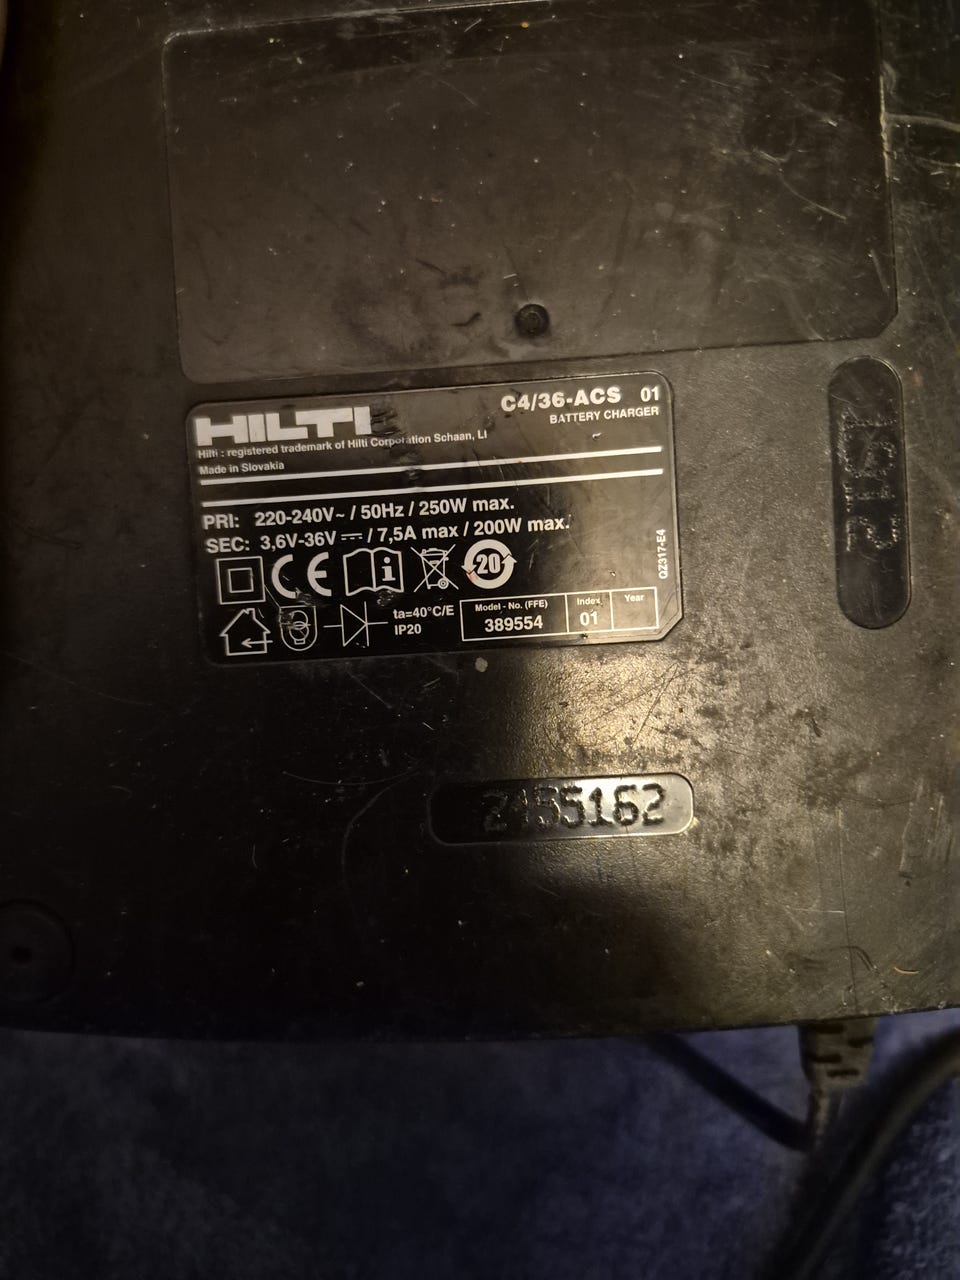 HILTI
C4/36-ACS 01
BATTERY CHARGER
Hilti : registered trademark of Hilti Corporation Schaan, LI
Made in Slovakia
PRI: 220-240V~ / 50Hz / 250W max.
SEC: 3,6V-36V ⎓ / 7,5A max / 200W max.
i
20
CE
ta=40°C/E
IP20
Model - No. (FFE)
389554
Index
01
Year
QZ317-E4
2155162